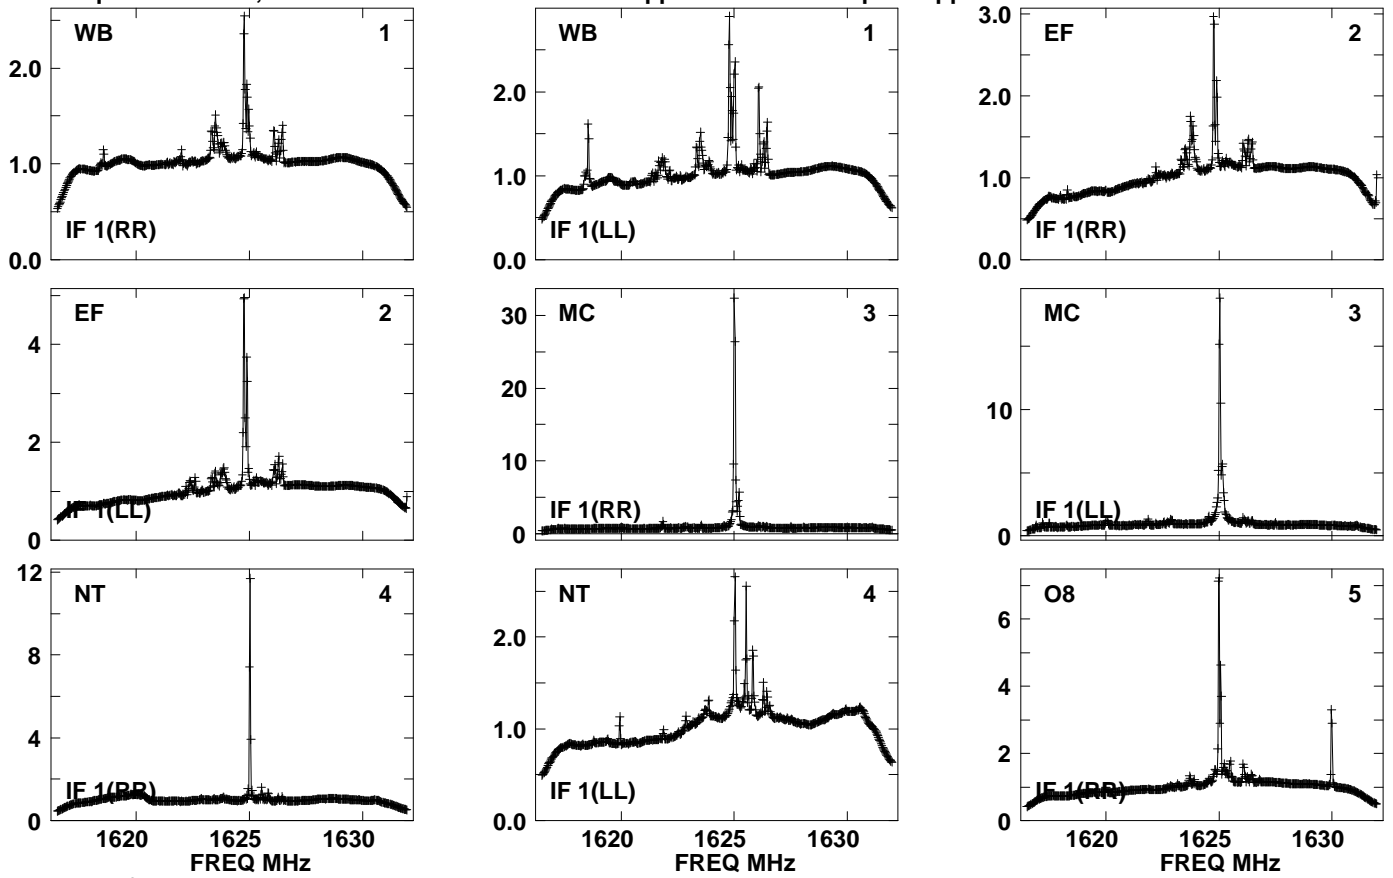 WB 1
2.0
1.0
0.0
IF 1(RR)
WB 1
2.0
1.0
0.0
IF 1(LL)
EF 2
3.0
2.0
1.0
0.0
IF 1(RR)
EF 2
4
2
0
IF 1(LL)
MC 3
30
20
10
0
IF 1(RR)
MC 3
10
0
IF 1(LL)
NT 4
12
8
4
0
IF 1(RR)
1620 1625 1630
FREQ MHz
NT 4
2.0
1.0
0.0
IF 1(LL)
1620 1625 1630
FREQ MHz
O8 5
6
4
2
0
IF 1(RR)
1620 1625 1630
FREQ MHz